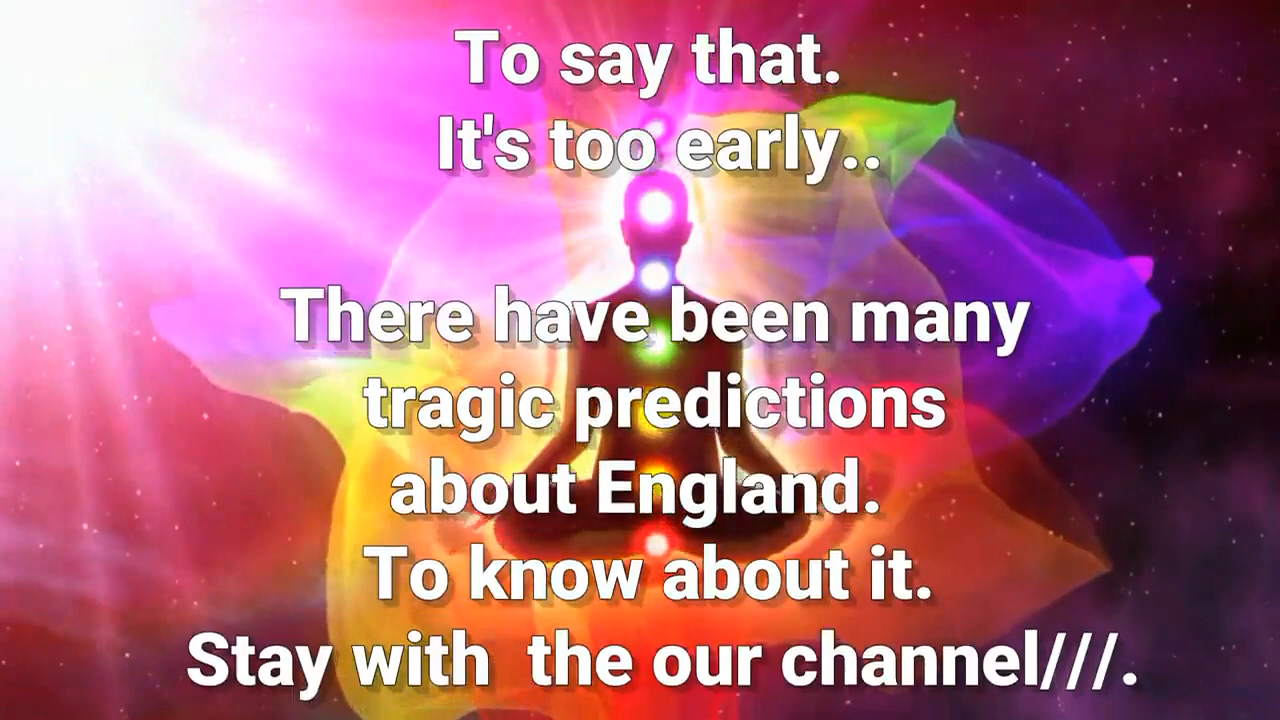 To say that.
It's too early..
There have been many
tragic predictions
about England.
To know about it.
Stay with  the our channel///.